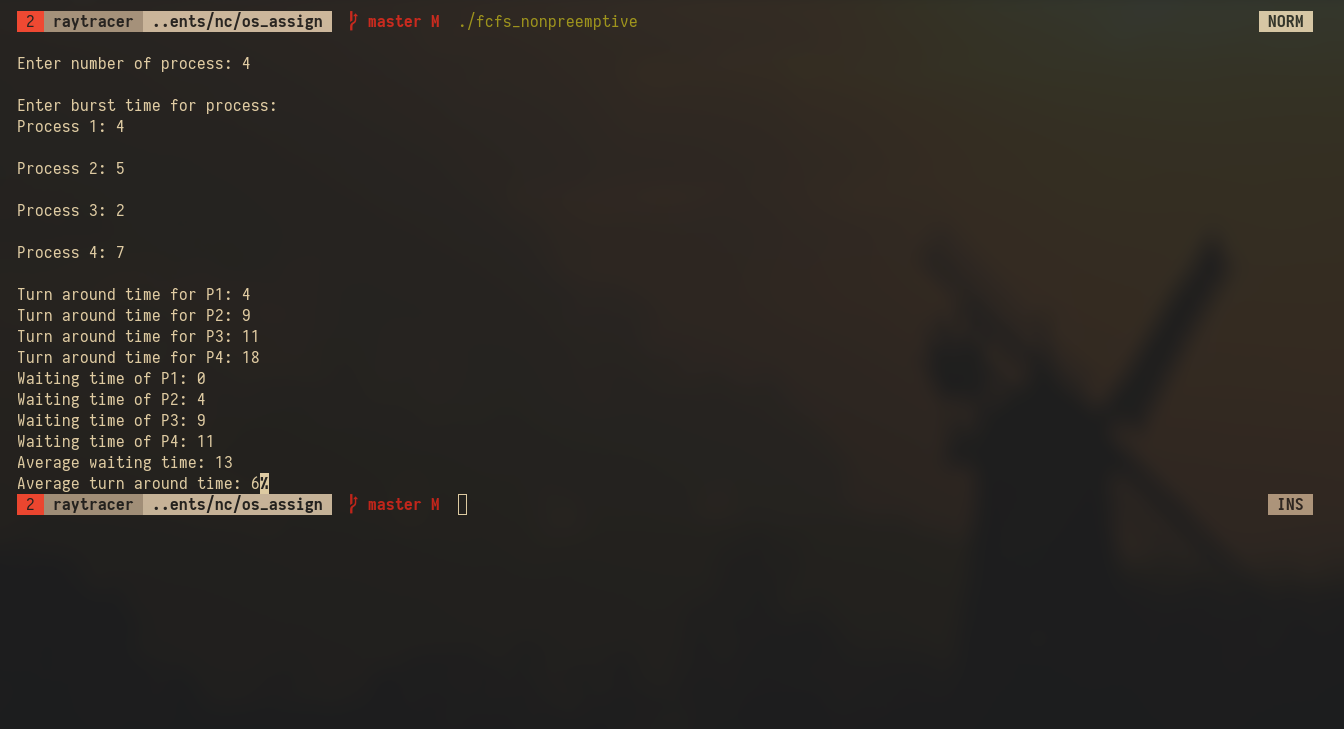 2 raytracer ..ents/nc/os_assign master M ./fcfs_nonpreemptive NORM
Enter number of process: 4
Enter burst time for process:
Process 1: 4
Process 2: 5
Process 3: 2
Process 4: 7
Turn around time for P1: 4
Turn around time for P2: 9
Turn around time for P3: 11
Turn around time for P4: 18
Waiting time of P1: 0
Waiting time of P2: 4
Waiting time of P3: 9
Waiting time of P4: 11
Average waiting time: 13
Average turn around time: 6%
2 raytracer ..ents/nc/os_assign master M INS